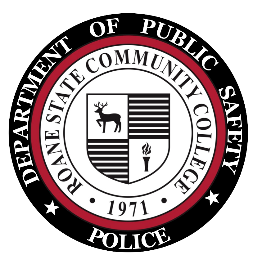 DEPARTMENT OF PUBLIC SAFETY
ROANE STATE COMMUNITY COLLEGE
• 1971 •
★ POLICE ★